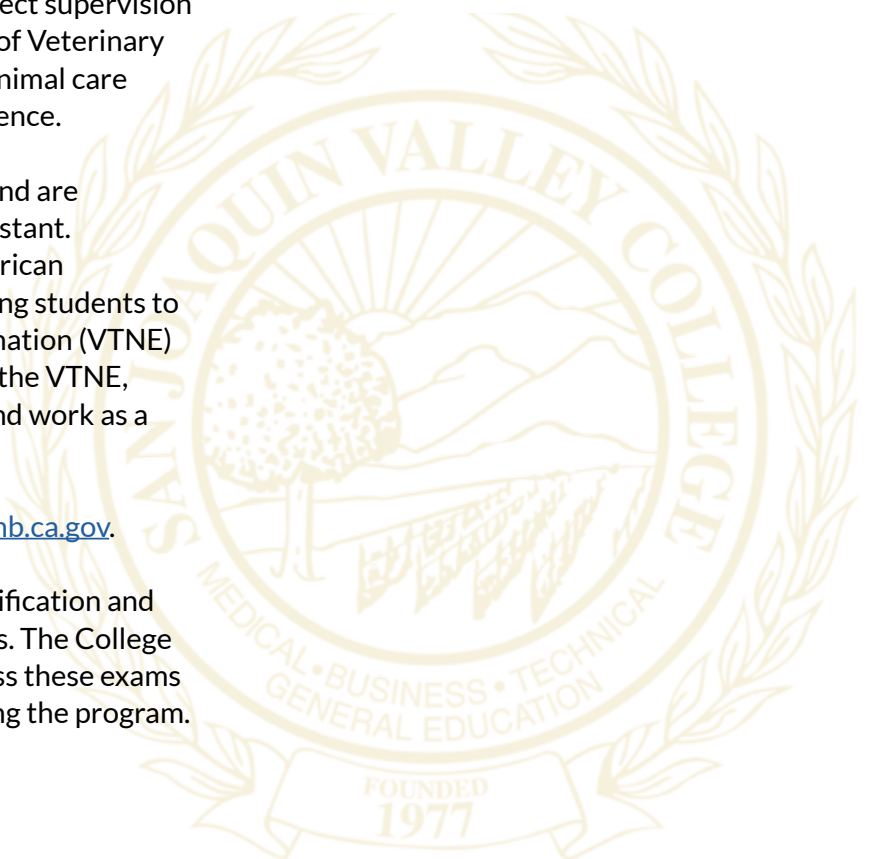 ect supervision
of Veterinary
nimal care
ence.
nd are
stant.
rican
ng students to
nation (VTNE)
the VTNE,
nd work as a
nb.ca.gov.
ification and
s. The College
ss these exams
ng the program.
SAN JOAQUIN VALLEY COLLEGE
MEDICAL • BUSINESS • TECHNICAL
GENERAL EDUCATION
FOUNDED
1977